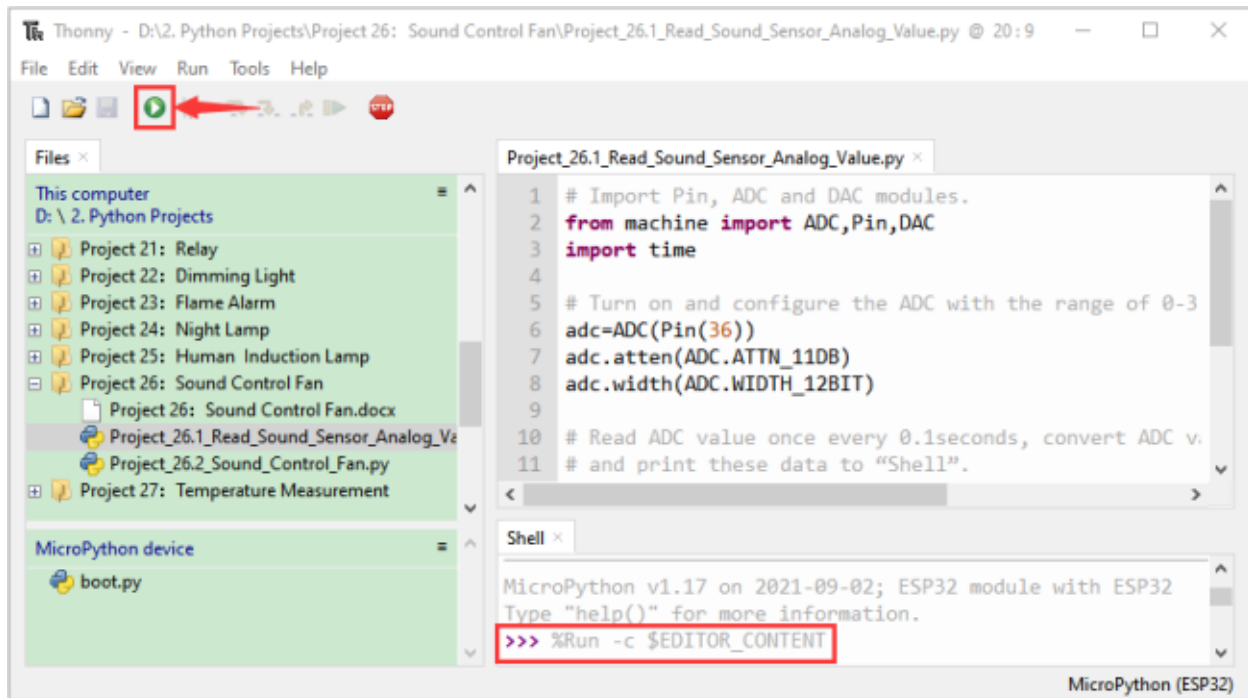 Thonny - D:\2. Python Projects\Project 26: Sound Control Fan\Project_26.1_Read_Sound_Sensor_Analog_Value.py @ 20:9
File Edit View Run Tools Help
STOP
Files
This computer
D: \ 2. Python Projects
Project 21: Relay
Project 22: Dimming Light
Project 23: Flame Alarm
Project 24: Night Lamp
Project 25: Human Induction Lamp
Project 26: Sound Control Fan
Project 26: Sound Control Fan.docx
Project_26.1_Read_Sound_Sensor_Analog_Va
Project_26.2_Sound_Control_Fan.py
Project 27: Temperature Measurement
MicroPython device
boot.py
Project_26.1_Read_Sound_Sensor_Analog_Value.py
1 # Import Pin, ADC and DAC modules.
2 from machine import ADC,Pin,DAC
3 import time
4
5 # Turn on and configure the ADC with the range of 0-3
6 adc=ADC(Pin(36))
7 adc.atten(ADC.ATTN_11DB)
8 adc.width(ADC.WIDTH_12BIT)
9
10 # Read ADC value once every 0.1seconds, convert ADC v
11 # and print these data to “Shell”.
Shell
MicroPython v1.17 on 2021-09-02; ESP32 module with ESP32
Type "help()" for more information.
>>> %Run -c $EDITOR_CONTENT
MicroPython (ESP32)